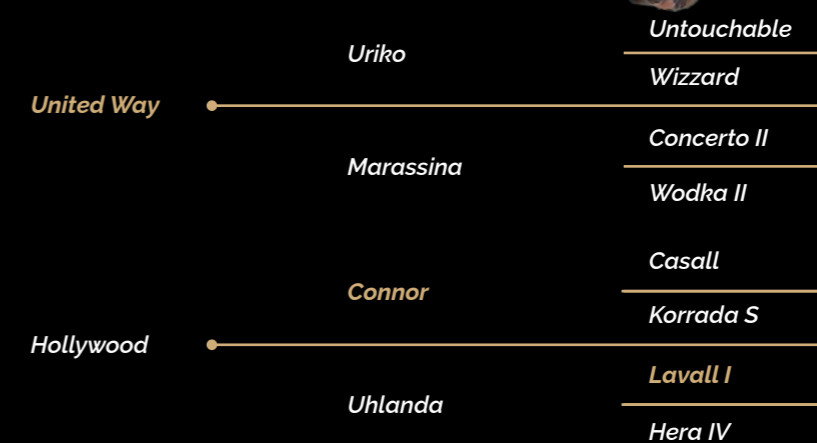 Untouchable
Uriko
Wizzard
United Way
Concerto II
Marassina
Wodka II
Casall
Connor
Korrada S
Hollywood
Lavall I
Uhlanda
Hera IV